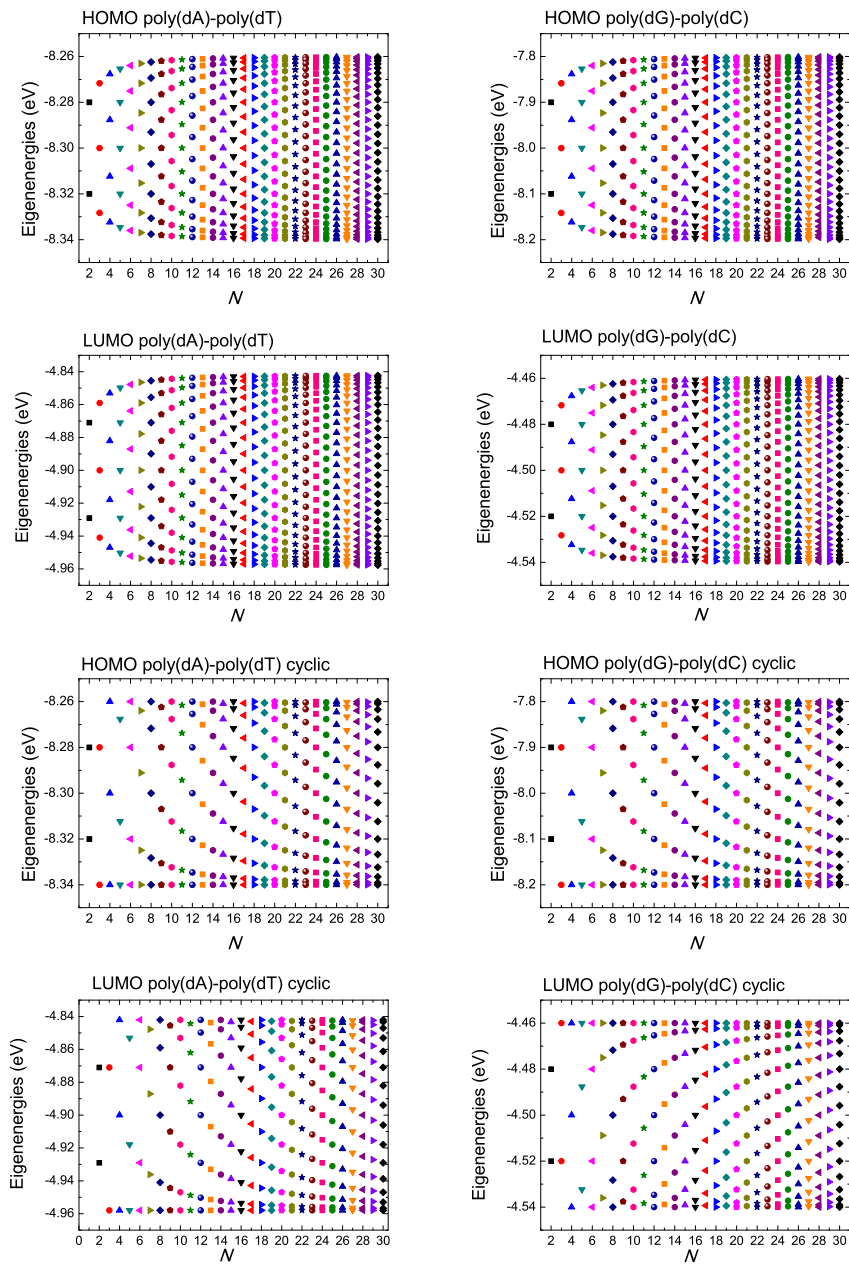 HOMO poly(dA)-poly(dT)
Eigenenergies (eV)
-8.26
-8.28
-8.30
-8.32
-8.34
2 4 6 8 10 12 14 16 18 20 22 24 26 28 30
N
HOMO poly(dG)-poly(dC)
Eigenenergies (eV)
-7.8
-7.9
-8.0
-8.1
-8.2
2 4 6 8 10 12 14 16 18 20 22 24 26 28 30
N
LUMO poly(dA)-poly(dT)
Eigenenergies (eV)
-4.84
-4.86
-4.88
-4.90
-4.92
-4.94
-4.96
2 4 6 8 10 12 14 16 18 20 22 24 26 28 30
N
LUMO poly(dG)-poly(dC)
Eigenenergies (eV)
-4.46
-4.48
-4.50
-4.52
-4.54
2 4 6 8 10 12 14 16 18 20 22 24 26 28 30
N
HOMO poly(dA)-poly(dT) cyclic
Eigenenergies (eV)
-8.26
-8.28
-8.30
-8.32
-8.34
2 4 6 8 10 12 14 16 18 20 22 24 26 28 30
N
HOMO poly(dG)-poly(dC) cyclic
Eigenenergies (eV)
-7.8
-7.9
-8.0
-8.1
-8.2
2 4 6 8 10 12 14 16 18 20 22 24 26 28 30
N
LUMO poly(dA)-poly(dT) cyclic
Eigenenergies (eV)
-4.84
-4.86
-4.88
-4.90
-4.92
-4.94
-4.96
0 2 4 6 8 10 12 14 16 18 20 22 24 26 28 30
N
LUMO poly(dG)-poly(dC) cyclic
Eigenenergies (eV)
-4.46
-4.48
-4.50
-4.52
-4.54
2 4 6 8 10 12 14 16 18 20 22 24 26 28 30
N